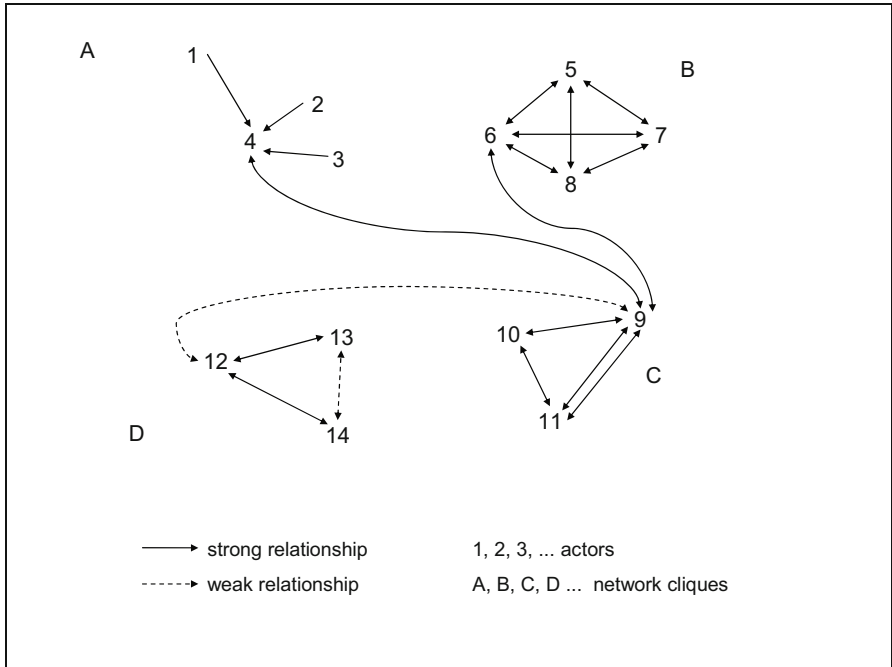 A
1
2
4
3
5
B
6
7
8
9
10
C
11
13
12
D
14
strong relationship
1, 2, 3, ... actors
weak relationship
A, B, C, D ... network cliques